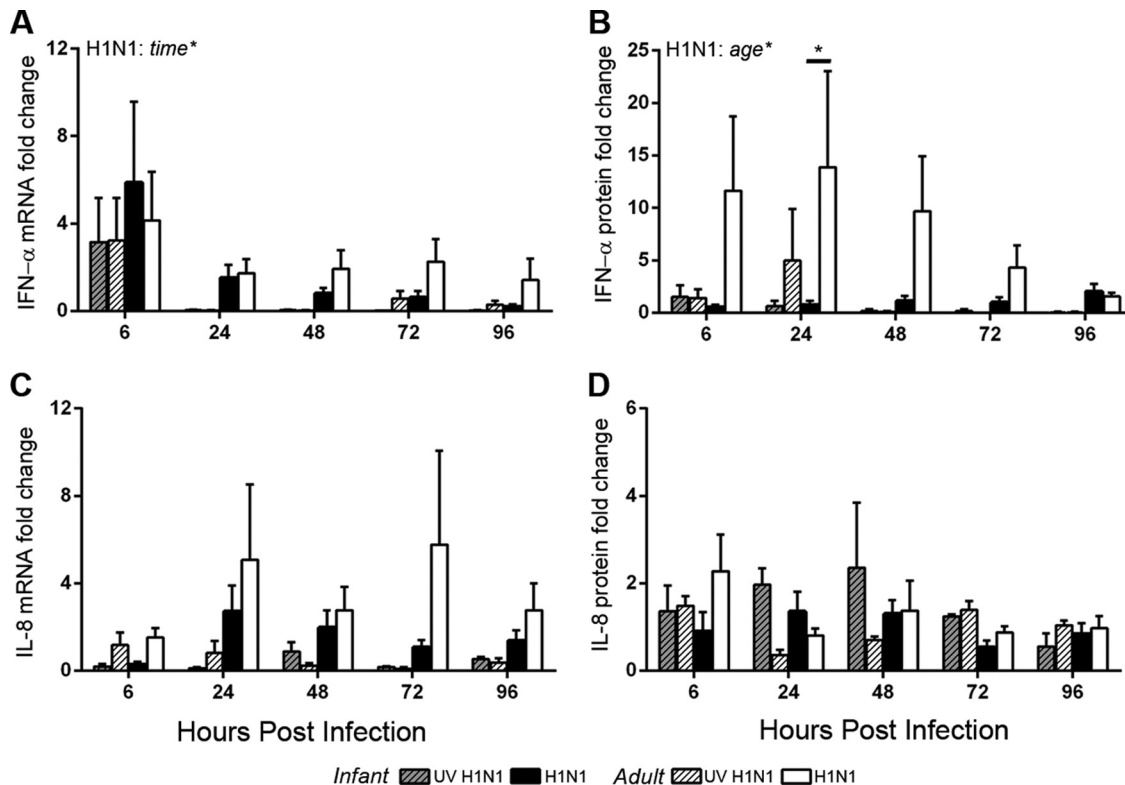 A
H1N1: time*
IFN–α mRNA fold change
12
8
4
0
6 24 48 72 96
B
H1N1: age*
*
IFN–α protein fold change
25
20
15
10
5
0
6 24 48 72 96
C
IL-8 mRNA fold change
12
8
4
0
6 24 48 72 96
Hours Post Infection
D
IL-8 protein fold change
6
4
2
0
6 24 48 72 96
Hours Post Infection
Infant UV H1N1 H1N1 Adult UV H1N1 H1N1